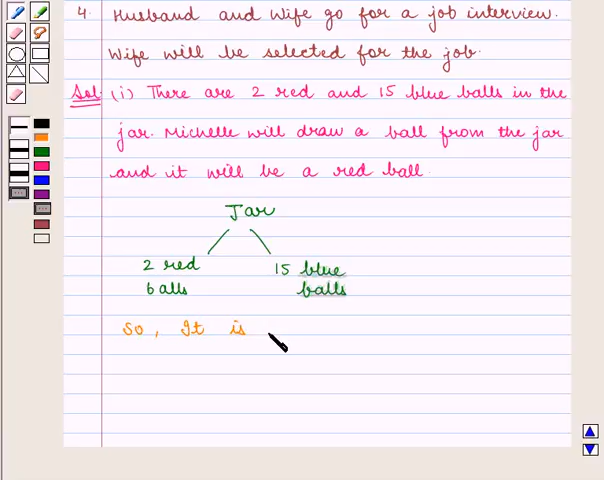 4. Husband and Wife go for a job interview.
Wife will be selected for the job.
Sol. (i) There are 2 red and 15 blue balls in the
jar. Michelle will draw a ball from the jar
and it will be a red ball.
Jar
2 red 15 blue
balls balls
So, It is